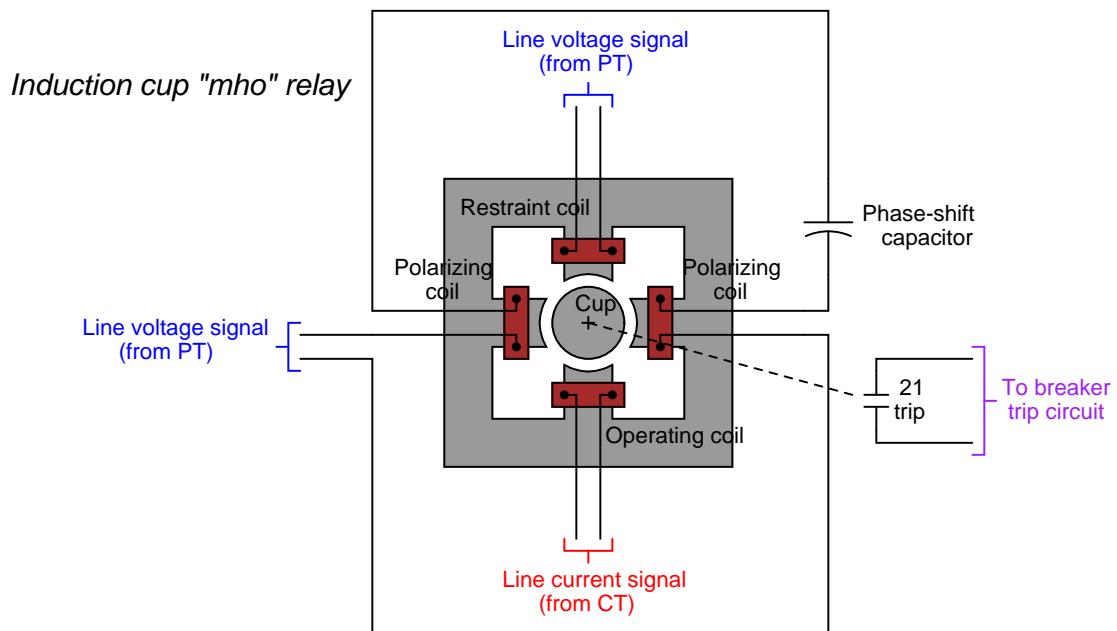 Line voltage signal
(from PT)
Induction cup "mho" relay
Restraint coil
Phase-shift
capacitor
Polarizing
coil
Polarizing
coil
Cup
Line voltage signal
(from PT)
21
trip
To breaker
trip circuit
Operating coil
Line current signal
(from CT)